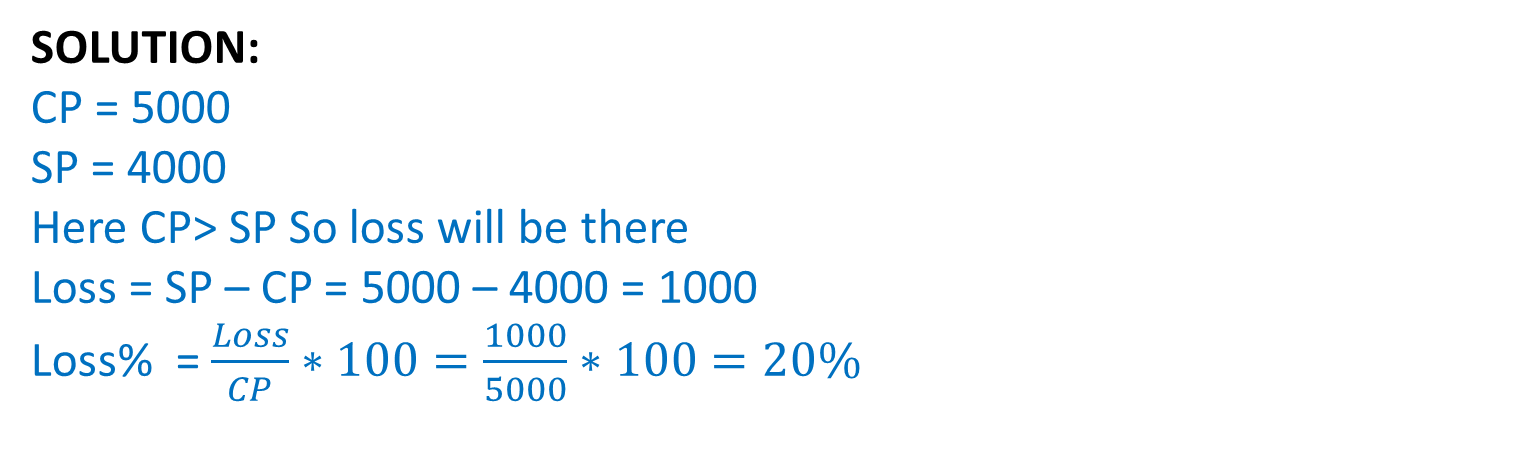 SOLUTION:
CP = 5000
SP = 4000
Here CP> SP So loss will be there
Loss = SP – CP = 5000 – 4000 = 1000
Loss% = Loss/CP * 100 = 1000/5000 * 100 = 20%